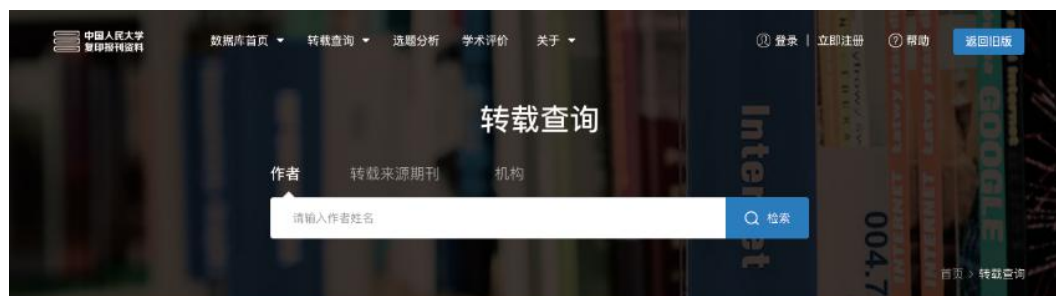 中国人民大学
复印报刊资料
数据库首页 转载查询 选题分析 学术评价 关于
登录 | 立即注册 帮助 返回旧版
转载查询
作者 转载来源期刊 机构
请输入作者姓名 检索
首页 > 转载查询
Internet
004.7
INTERNET
GOOGLE